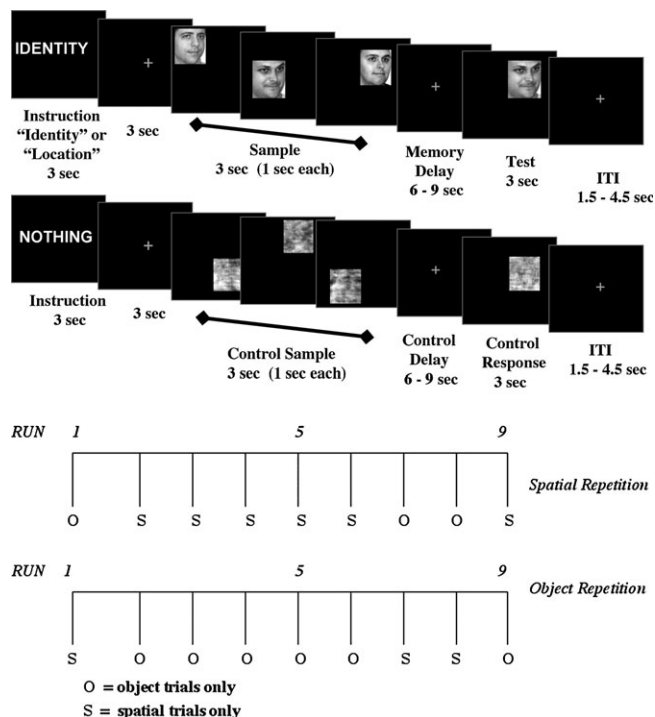 IDENTITY
Instruction
“Identity” or
“Location”
3 sec
3 sec
Sample
3 sec (1 sec each)
Memory
Delay
6 - 9 sec
Test
3 sec
ITI
1.5 - 4.5 sec
NOTHING
Instruction
3 sec
3 sec
Control Sample
3 sec (1 sec each)
Control
Delay
6 - 9 sec
Control
Response
3 sec
ITI
1.5 - 4.5 sec
RUN 1 5 9
Spatial Repetition
O S S S S S O O S
RUN 1 5 9
Object Repetition
S O O O O O S S O
O = object trials only
S = spatial trials only